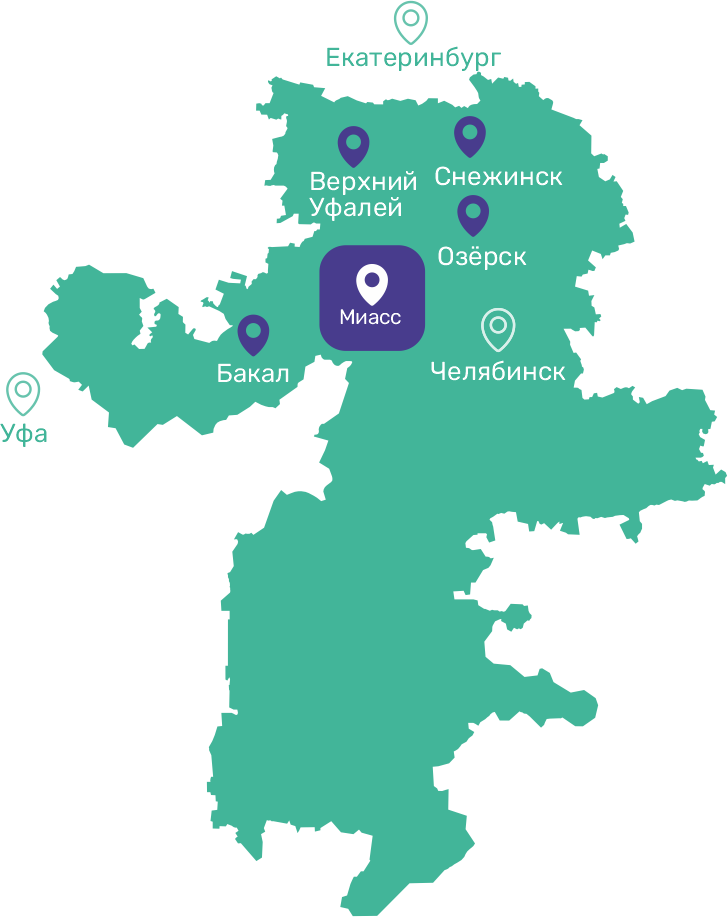 Екатеринбург
Верхний
Уфалей
Снежинск
Озёрск
Миасс
Бакал
Челябинск
Уфа